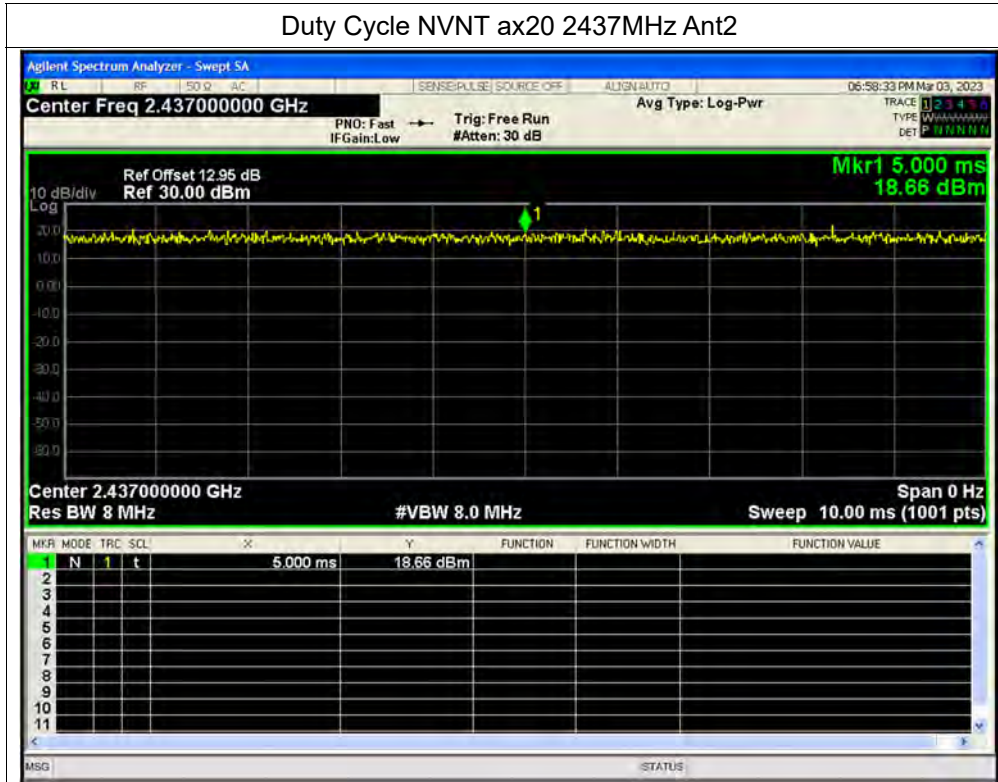 Duty Cycle NVNT ax20 2437MHz Ant2
Agilent Spectrum Analyzer - Swept SA
RL RF 50 Ω AC SENSE:PULSE SOURCE OFF ALIGN AUTO 06:58:33 PM Mar 03, 2023
Center Freq 2.437000000 GHz Avg Type: Log-Pwr TRACE 1 2 3 4 5 6
PNO: Fast Trig: Free Run TYPE W
IFGain:Low #Atten: 30 dB DET P N N N N N
Mkr1 5.000 ms
Ref Offset 12.95 dB
10 dB/div Ref 30.00 dBm 18.66 dBm
Log
1
20.0
10.0
0.00
-10.0
-20.0
-30.0
-40.0
-50.0
-60.0
Center 2.437000000 GHz Span 0 Hz
Res BW 8 MHz #VBW 8.0 MHz Sweep 10.00 ms (1001 pts)
MKR MODE TRC SCL X Y FUNCTION FUNCTION WIDTH FUNCTION VALUE
1 N 1 t 5.000 ms 18.66 dBm
2
3
4
5
6
7
8
9
10
11
MSG STATUS